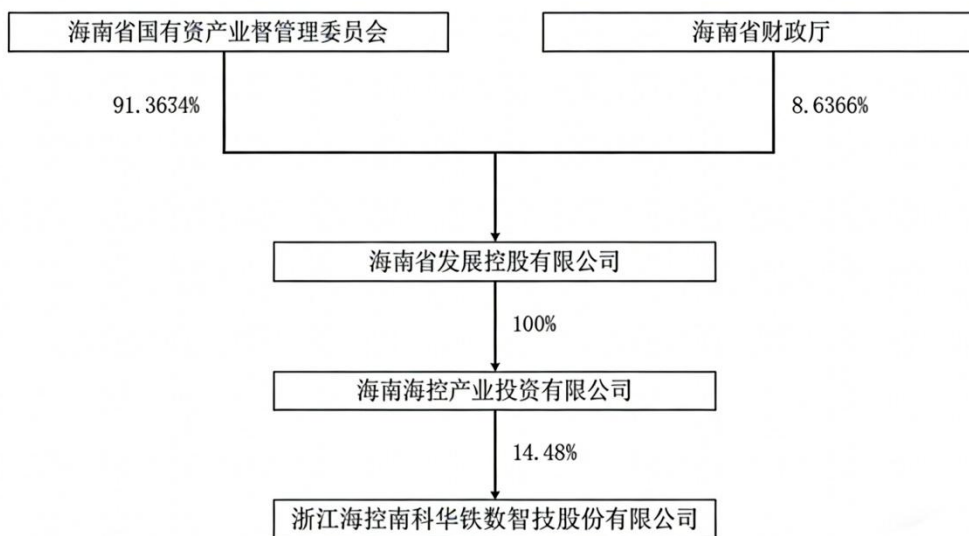 海南省国有资产业督管理委员会
海南省财政厅
91.3634%
8.6366%
海南省发展控股有限公司
100%
海南海控产业投资有限公司
14.48%
浙江海控南科华铁数智技股份有限公司